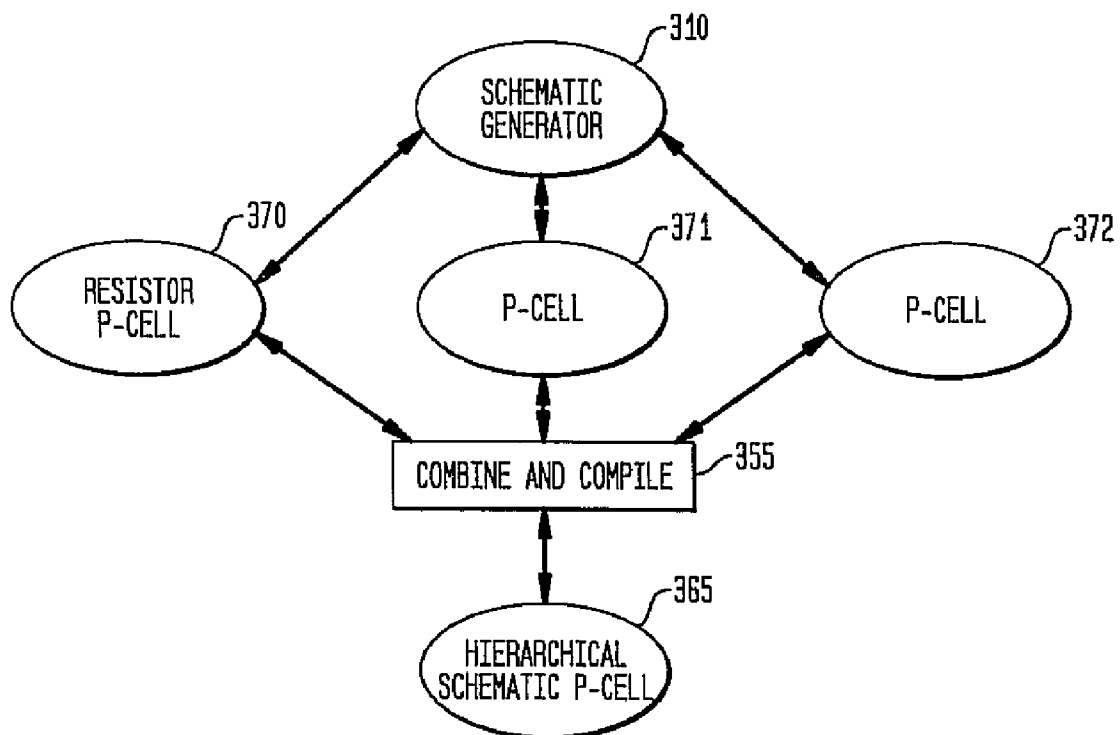 310
SCHEMATIC
GENERATOR
370
371
372
RESISTOR
P-CELL
P-CELL
P-CELL
COMBINE AND COMPILE
355
365
HIERARCHICAL
SCHEMATIC P-CELL